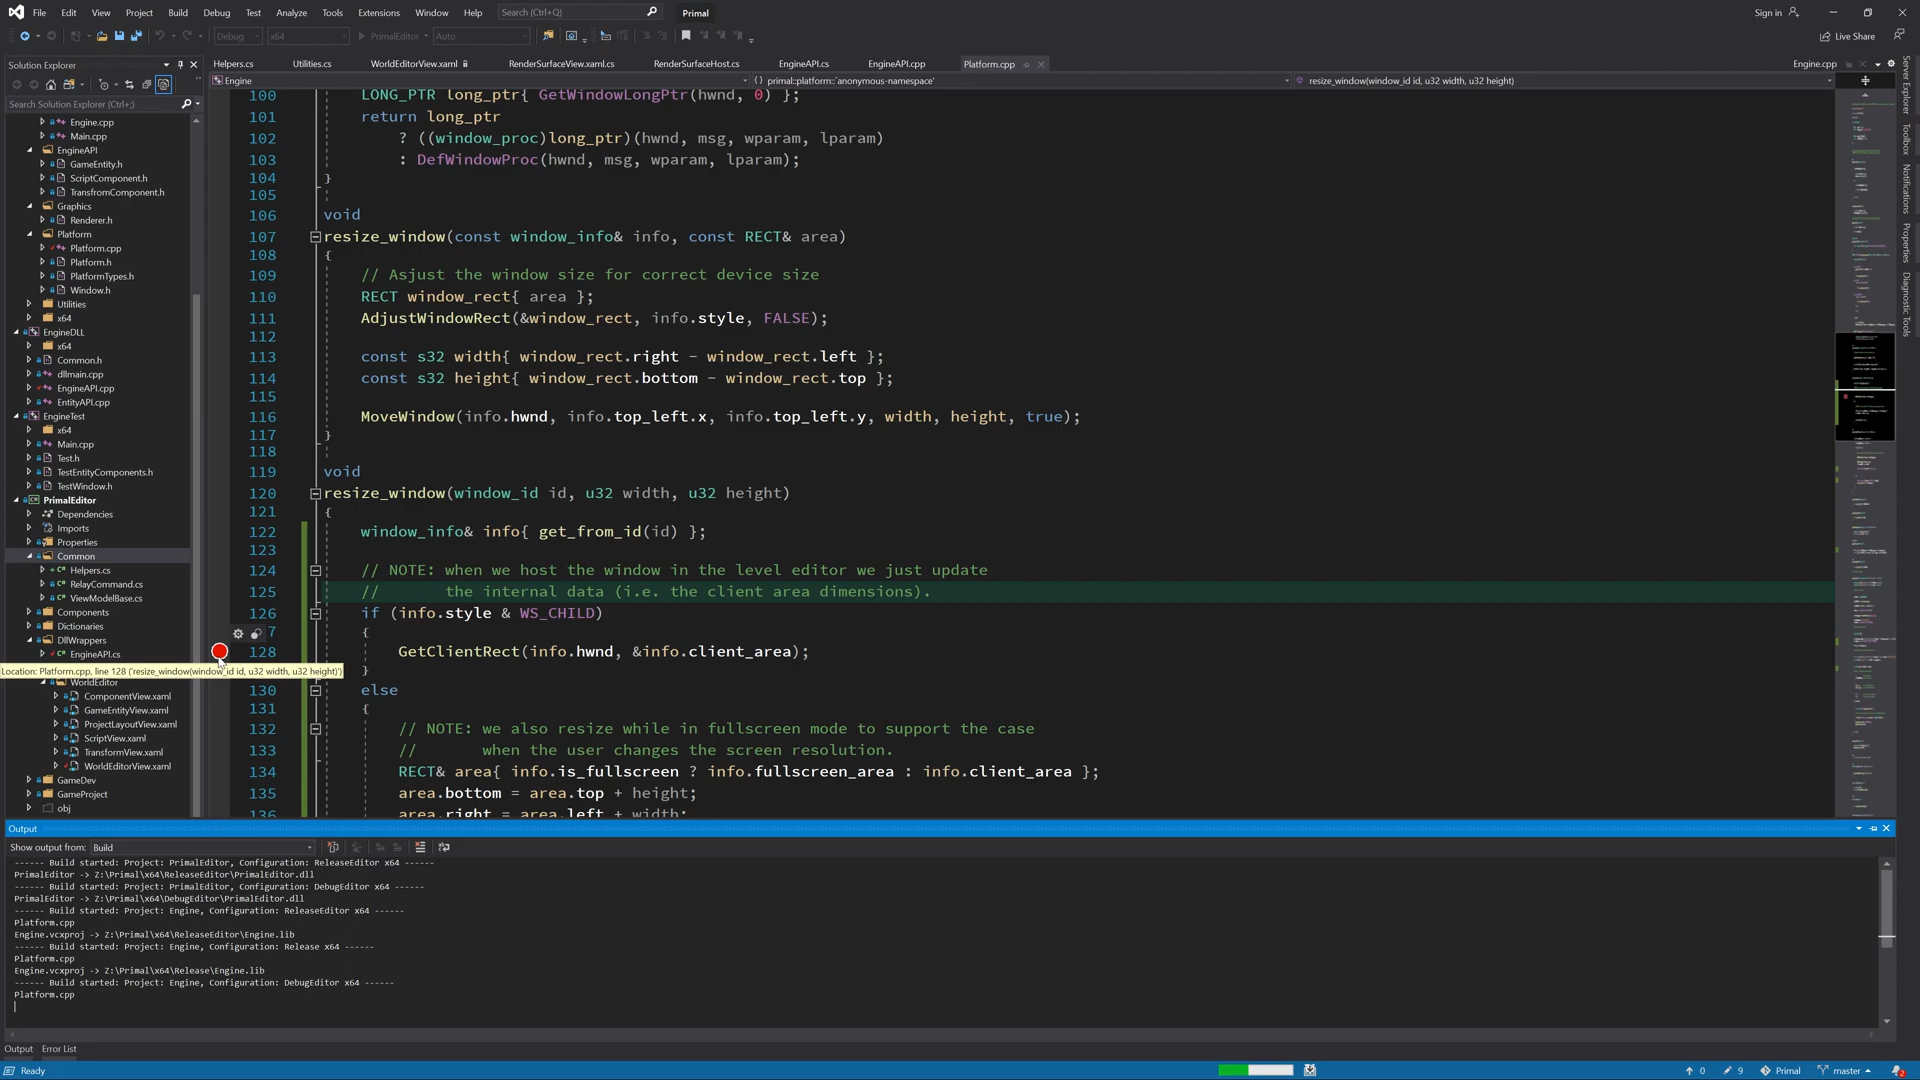 File Edit View Project Build Debug Test Analyze Tools Extensions Window Help Search (Ctrl+Q) Primal Sign in
Debug x64 PrimalEditor Auto Live Share
Solution Explorer
Helpers.cs Utilities.cs WorldEditorView.xaml RenderSurfaceView.xaml.cs RenderSurfaceHost.cs EngineAPI.cs EngineAPI.cpp Platform.cpp Engine.cpp
Engine primal::platform::`anonymous-namespace' resize_window(window_id id, u32 width, u32 height)
Search Solution Explorer (Ctrl+;)
Engine.cpp
Main.cpp
EngineAPI
GameEntity.h
ScriptComponent.h
TransfromComponent.h
Graphics
Renderer.h
Platform
Platform.cpp
Platform.h
PlatformTypes.h
Window.h
Utilities
x64
EngineDLL
x64
Common.h
dllmain.cpp
EngineAPI.cpp
EntityAPI.cpp
EngineTest
x64
Main.cpp
Test.h
TestEntityComponents.h
TestWindow.h
PrimalEditor
Dependencies
Imports
Properties
Common
Helpers.cs
RelayCommand.cs
ViewModelBase.cs
Components
Dictionaries
DllWrappers
EngineAPI.cs
WorldEditor
ComponentView.xaml
GameEntityView.xaml
ProjectLayoutView.xaml
ScriptView.xaml
TransformView.xaml
WorldEditorView.xaml
GameDev
GameProject
obj
100 LONG_PTR long_ptr{ GetWindowLongPtr(hwnd, 0) };
101 return long_ptr
102 ? ((window_proc)long_ptr)(hwnd, msg, wparam, lparam)
103 : DefWindowProc(hwnd, msg, wparam, lparam);
104 }
105
106 void
107 resize_window(const window_info& info, const RECT& area)
108 {
109 // Asjust the window size for correct device size
110 RECT window_rect{ area };
111 AdjustWindowRect(&window_rect, info.style, FALSE);
112
113 const s32 width{ window_rect.right - window_rect.left };
114 const s32 height{ window_rect.bottom - window_rect.top };
115
116 MoveWindow(info.hwnd, info.top_left.x, info.top_left.y, width, height, true);
117 }
118
119 void
120 resize_window(window_id id, u32 width, u32 height)
121 {
122 window_info& info{ get_from_id(id) };
123
124 // NOTE: when we host the window in the level editor we just update
125 // the internal data (i.e. the client area dimensions).
126 if (info.style & WS_CHILD)
7 {
128 GetClientRect(info.hwnd, &info.client_area);
}
130 else
131 {
132 // NOTE: we also resize while in fullscreen mode to support the case
133 // when the user changes the screen resolution.
134 RECT& area{ info.is_fullscreen ? info.fullscreen_area : info.client_area };
135 area.bottom = area.top + height;
136 area.right = area.left + width;
Location: Platform.cpp, line 128 ('resize_window(window_id id, u32 width, u32 height)')
Server Explorer
Toolbox
Notifications
Properties
Diagnostic Tools
Output
Show output from: Build
------ Build started: Project: PrimalEditor, Configuration: ReleaseEditor x64 ------
PrimalEditor -> Z:\Primal\x64\ReleaseEditor\PrimalEditor.dll
------ Build started: Project: PrimalEditor, Configuration: DebugEditor x64 ------
PrimalEditor -> Z:\Primal\x64\DebugEditor\PrimalEditor.dll
------ Build started: Project: Engine, Configuration: ReleaseEditor x64 ------
Platform.cpp
Engine.vcxproj -> Z:\Primal\x64\ReleaseEditor\Engine.lib
------ Build started: Project: Engine, Configuration: Release x64 ------
Platform.cpp
Engine.vcxproj -> Z:\Primal\x64\Release\Engine.lib
------ Build started: Project: Engine, Configuration: DebugEditor x64 ------
Platform.cpp
Output Error List
Ready 0 9 Primal master 2